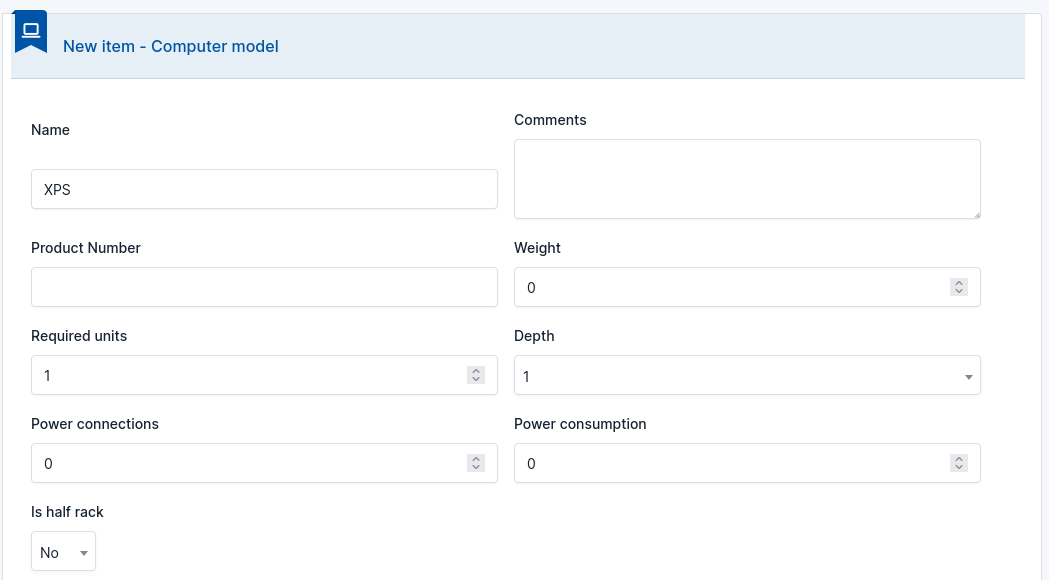 New item - Computer model
Name
Comments
XPS
Product Number
Weight
0
Required units
Depth
1
1
Power connections
Power consumption
0
0
Is half rack
No